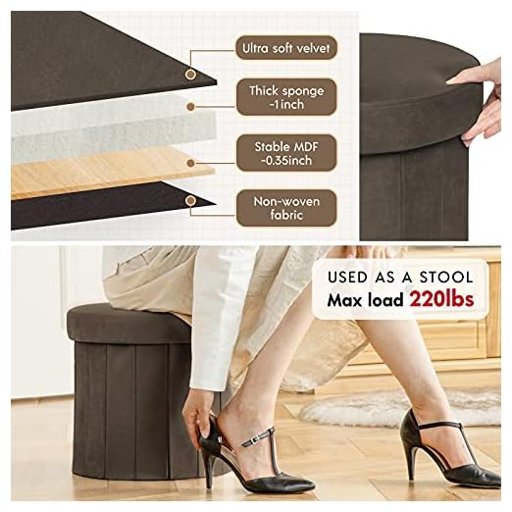 Ultra soft velvet
Thick sponge
-1inch
Stable MDF
-0.35inch
Non-woven
fabric
USED AS A STOOL
Max load 220lbs